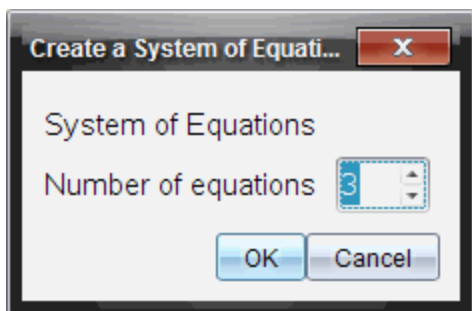 Create a System of Equati...
System of Equations
Number of equations 3
OK Cancel